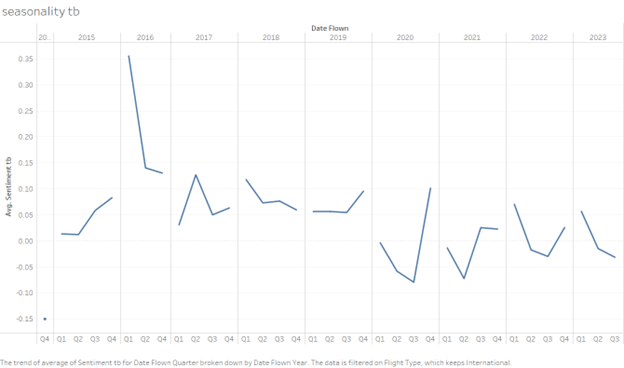 seasonality tb
Date Flown
20.. 2015 2016 2017 2018 2019 2020 2021 2022 2023
0.35
0.30
0.25
0.20
0.15
0.10
0.05
0.00
-0.05
-0.10
-0.15
Avg. Sentiment tb
Q4 Q1 Q2 Q3 Q4 Q1 Q2 Q3 Q4 Q1 Q2 Q3 Q4 Q1 Q2 Q3 Q4 Q1 Q2 Q3 Q4 Q1 Q2 Q3 Q4 Q1 Q2 Q3 Q4 Q1 Q2 Q3 Q4 Q1 Q2 Q3
The trend of average of Sentiment tb for Date Flown Quarter broken down by Date Flown Year. The data is filtered on Flight Type, which keeps International.